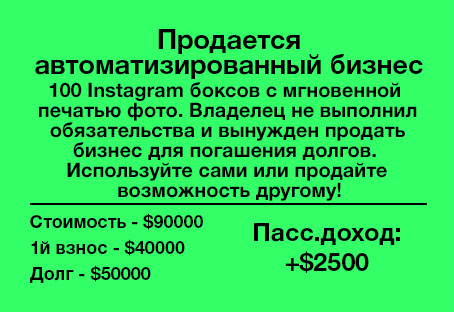 Продается
автоматизированный бизнес
100 Instagram боксов с мгновенной
печатью фото. Владелец не выполнил
обязательства и вынужден продать
бизнес для погашения долгов.
Используйте сами или продайте
возможность другому!
Стоимость - $90000
1й взнос - $40000
Долг - $50000
Пасс.доход:
+$2500